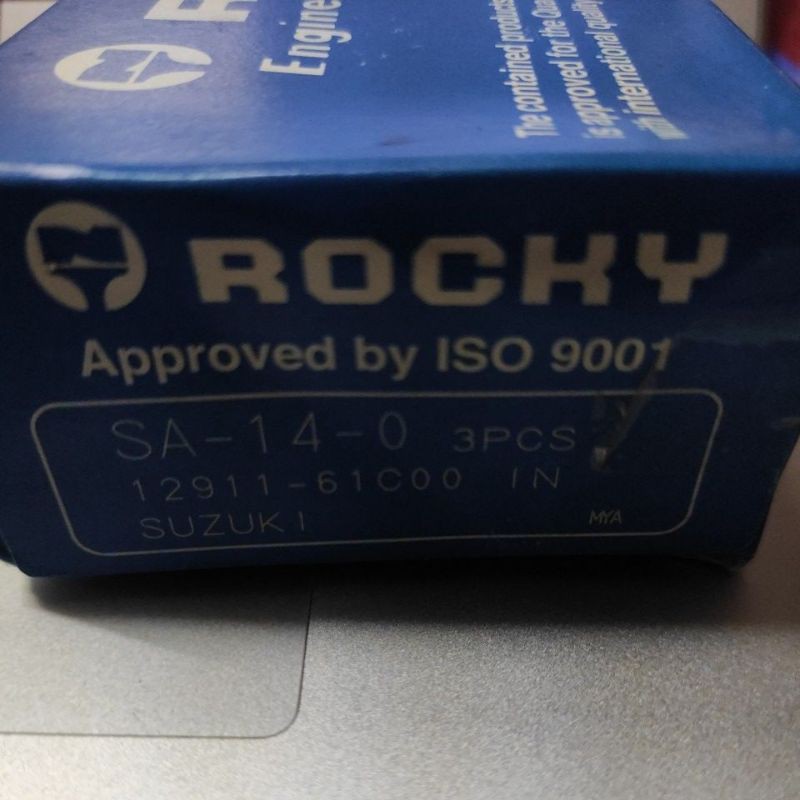 R
Engine
The contained products
is approved for the Qua
with international quality
ROCKY
Approved by ISO 9001
SA-14-0 3PCS
12911-61C00 IN
SUZUKI
MYA